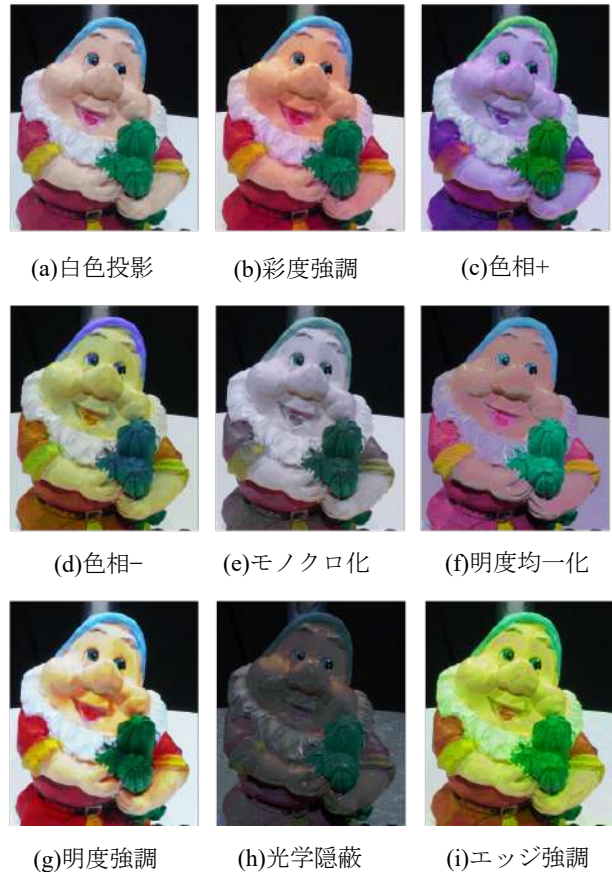 (a)白色投影
(b)彩度強調
(c)色相+
(d)色相−
(e)モノクロ化
(f)明度均一化
(g)明度強調
(h)光学隠蔽
(i)エッジ強調